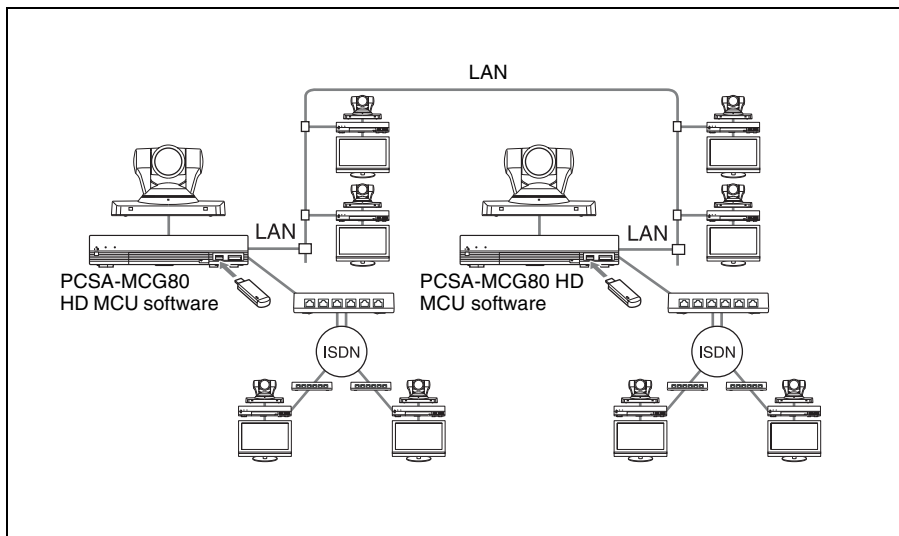 LAN
LAN
LAN
PCSA-MCG80
HD MCU software
PCSA-MCG80 HD
MCU software
ISDN
ISDN